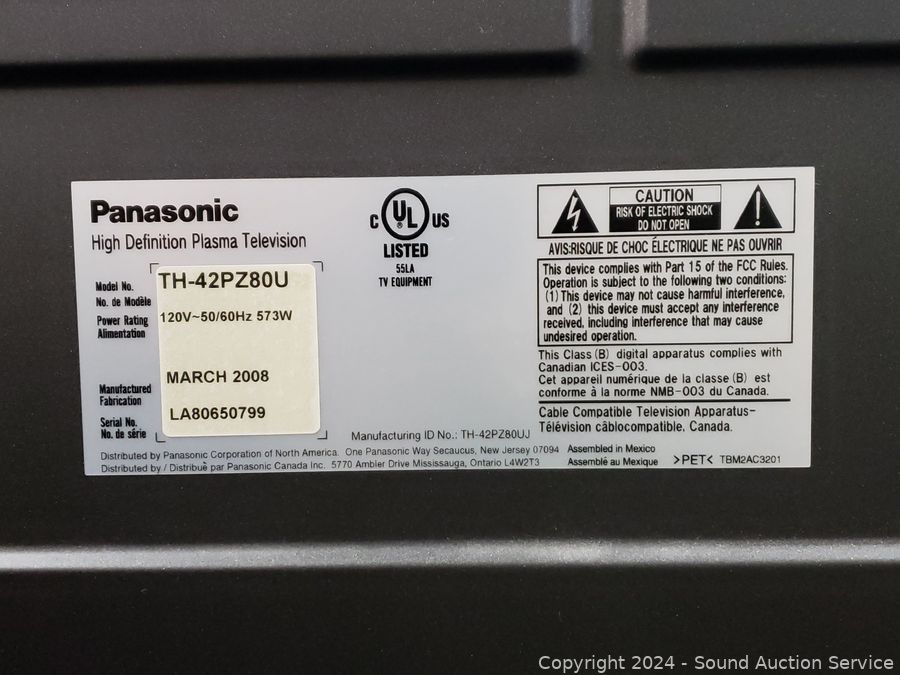 Panasonic
High Definition Plasma Television
Model No.
No. de Modèle
TH-42PZ80U
Power Rating
Alimentation
120V~50/60Hz 573W
Manufactured
Fabrication
MARCH 2008
Serial No.
No. de série
LA80650799
C UL US
®
LISTED
55LA
TV EQUIPMENT
CAUTION
RISK OF ELECTRIC SHOCK
DO NOT OPEN
AVIS:RISQUE DE CHOC ÉLECTRIQUE NE PAS OUVRIR
This device complies with Part 15 of the FCC Rules.
Operation is subject to the following two conditions:
(1) This device may not cause harmful interference,
and (2) this device must accept any interference
received, including interference that may cause
undesired operation.
This Class (B) digital apparatus complies with
Canadian ICES-003.
Cet appareil numérique de la classe (B) est
conforme à la norme NMB-003 du Canada.
Cable Compatible Television Apparatus-
Télévision câblocompatible, Canada.
Manufacturing ID No.: TH-42PZ80UJ
Distributed by Panasonic Corporation of North America. One Panasonic Way Secaucus, New Jersey 07094
Distributed by / Distribuè par Panasonic Canada Inc. 5770 Ambler Drive Mississauga, Ontario L4W2T3
Assembled in Mexico
Assemblé au Mexique
>PET<
TBM2AC3201
Copyright 2024 - Sound Auction Service